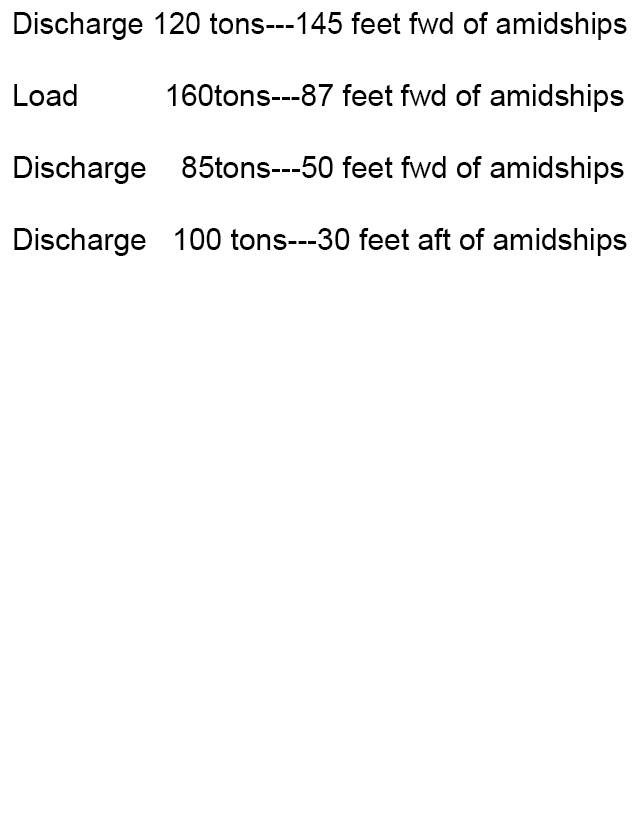 Discharge 120 tons---145 feet fwd of amidships
Load 160tons---87 feet fwd of amidships
Discharge 85tons---50 feet fwd of amidships
Discharge 100 tons---30 feet aft of amidships